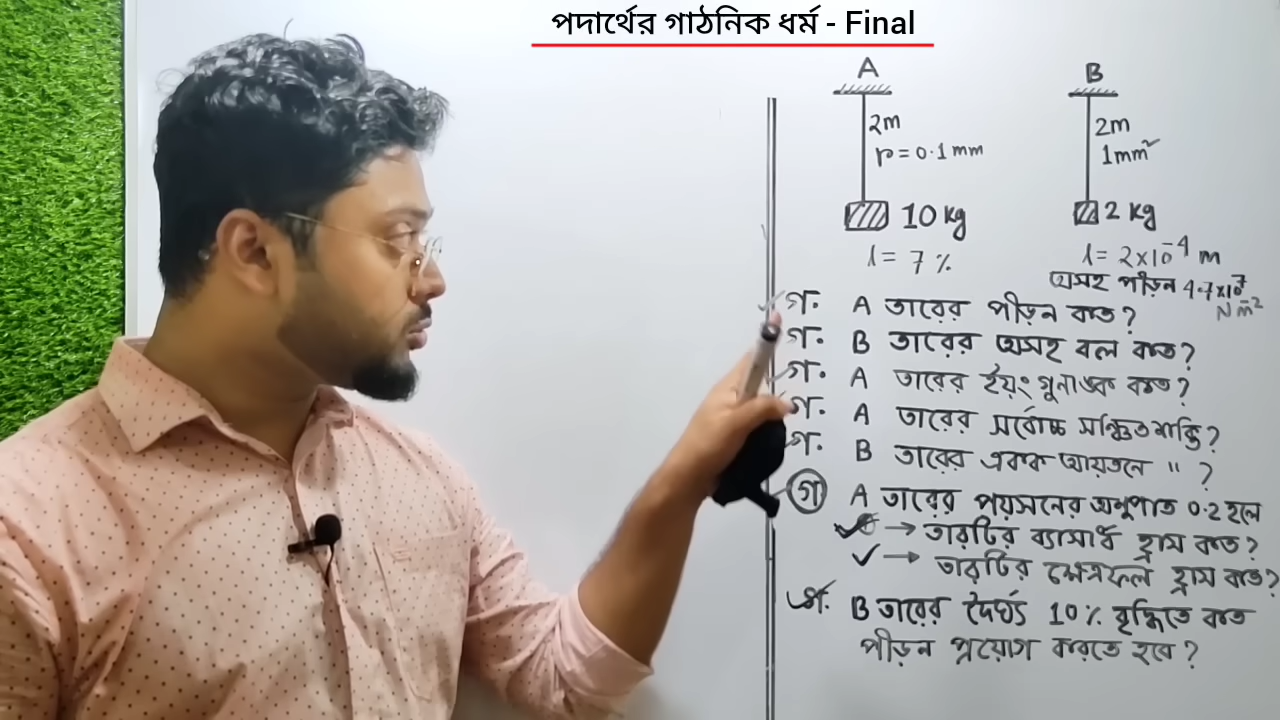 পদার্থের গাঠনিক ধর্ম - Final
A
2m
r = 0.1 mm
10 kg
l = 7 %
B
2m
1mm²
2 kg
l = 2×10⁻⁴ m
অসহ পীড়ন 4.7×10⁷ Nm⁻²
গ. A তারের পীড়ন কত?
গ. B তারের অসহ বল কত?
গ. A তারের ইয়ং গুনাঙ্ক কত?
গ. A তারের সর্বোচ্চ সঞ্চিতশক্তি?
গ. B তারের একক আয়তনে " ?
গ A তারের পয়সনের অনুপাত 0.2 হলে
→ তারটির ব্যাসার্ধ হ্রাস কত?
→ তারটির ক্ষেত্রফল হ্রাস কত?
B তারের দৈর্ঘ্য 10% বৃদ্ধিতে কত
পীড়ন প্রয়োগ করতে হবে?